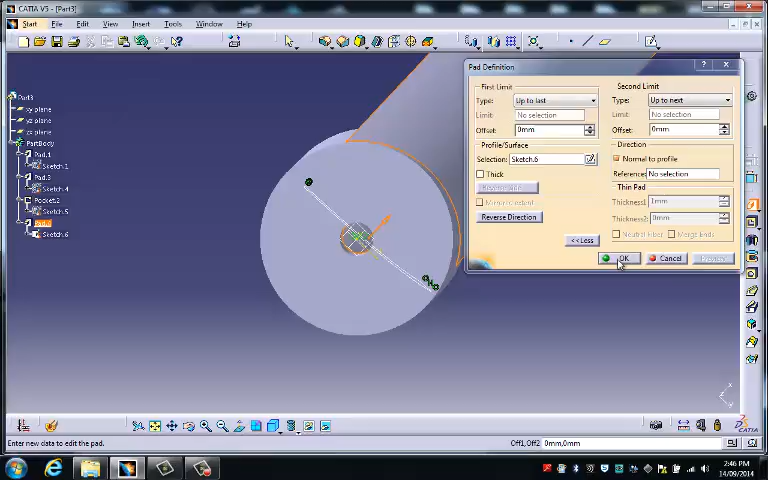 CATIA V5 - [Part3]
Start File Edit View Insert Tools Window Help
Part3
xy plane
yz plane
zx plane
PartBody
Pad.1
Sketch.1
Pad.3
Sketch.4
Pocket.2
Sketch.5
Sketch.6
Pad Definition
First Limit
Type: Up to last
Limit: No selection
Offset: 0mm
Profile/Surface
Selection: Sketch.6
Thick
Mirrored extent
Reverse Direction
<<Less
Second Limit
Type: Up to next
Limit: No selection
Offset: 0mm
Direction
Normal to profile
Reference: No selection
Thin Pad
Thickness1: 1mm
Thickness2: 0mm
Neutral Fiber Merge Ends
OK Cancel Preview
Enter new data to edit the pad.
Off1,Off2 0mm,0mm
CATIA
2:46 PM
14/09/2014